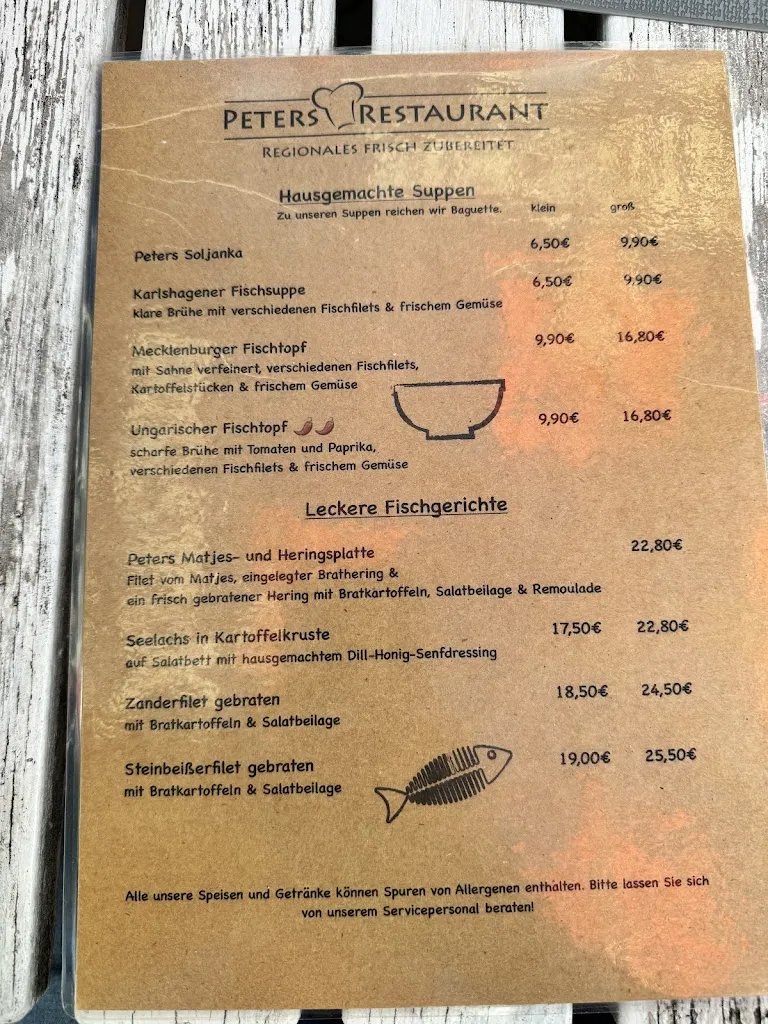 PETERS RESTAURANT
REGIONALES FRISCH ZUBEREITET
Hausgemachte Suppen
Zu unseren Suppen reichen wir Baguette. klein groß
Peters Soljanka 6,50€ 9,90€
Karlshagener Fischsuppe 6,50€ 9,90€
klare Brühe mit verschiedenen Fischfilets & frischem Gemüse
Mecklenburger Fischtopf 9,90€ 16,80€
mit Sahne verfeinert, verschiedenen Fischfilets,
Kartoffelstücken & frischem Gemüse
Ungarischer Fischtopf 9,90€ 16,80€
scharfe Brühe mit Tomaten und Paprika,
verschiedenen Fischfilets & frischem Gemüse
Leckere Fischgerichte
Peters Matjes- und Heringsplatte 22,80€
Filet vom Matjes, eingelegter Brathering &
ein frisch gebratener Hering mit Bratkartoffeln, Salatbeilage & Remoulade
Seelachs in Kartoffelkruste 17,50€ 22,80€
auf Salatbett mit hausgemachtem Dill-Honig-Senfdressing
Zanderfilet gebraten 18,50€ 24,50€
mit Bratkartoffeln & Salatbeilage
Steinbeißerfilet gebraten 19,00€ 25,50€
mit Bratkartoffeln & Salatbeilage
Alle unsere Speisen und Getränke können Spuren von Allergenen enthalten. Bitte lassen Sie sich
von unserem Servicepersonal beraten!